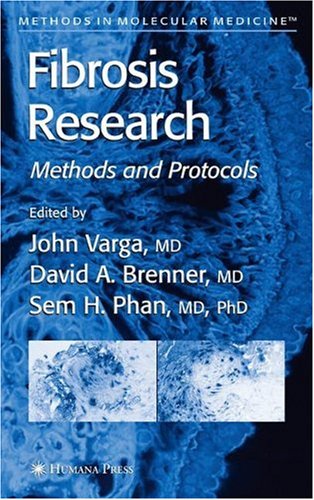 METHODS IN MOLECULAR MEDICINE™
Fibrosis
Research
Methods and Protocols
Edited by
John Varga, MD
David A. Brenner, MD
Sem H. Phan, MD, PhD
HUMANA PRESS